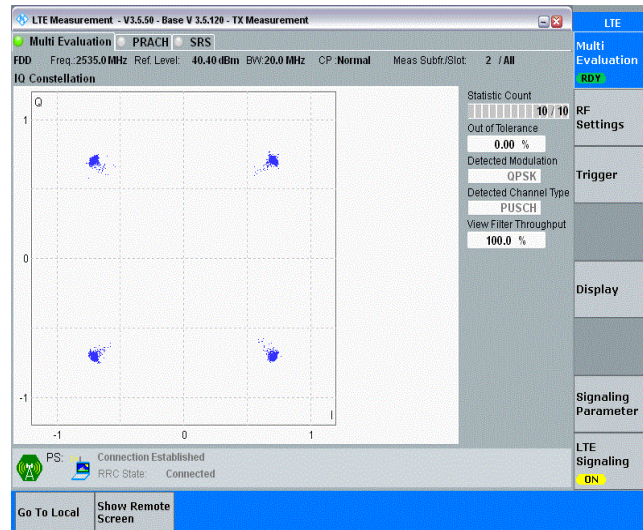 LTE Measurement - V3.5.50 - Base V 3.5.120 - TX Measurement
LTE
Multi Evaluation PRACH SRS
Multi
Evaluation
RDY
FDD Freq.:2535.0 MHz Ref. Level: 40.40 dBm BW:20.0 MHz CP :Normal Meas Subfr./Slot: 2 / All
IQ Constellation
Q
1
0
-1
-1 0 1
I
Statistic Count
10 / 10
Out of Tolerance
0.00 %
Detected Modulation
QPSK
Detected Channel Type
PUSCH
View Filter Throughput
100.0 %
RF
Settings
Trigger
Display
Signaling
Parameter
LTE
Signaling
ON
PS: Connection Established
RRC State: Connected
Go To Local
Show Remote
Screen